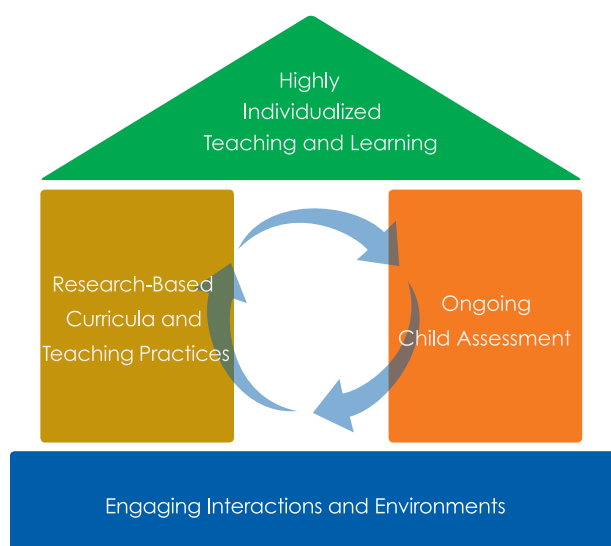 Highly
Individualized
Teaching and Learning
Research-Based
Curricula and
Teaching Practices
Ongoing
Child Assessment
Engaging Interactions and Environments